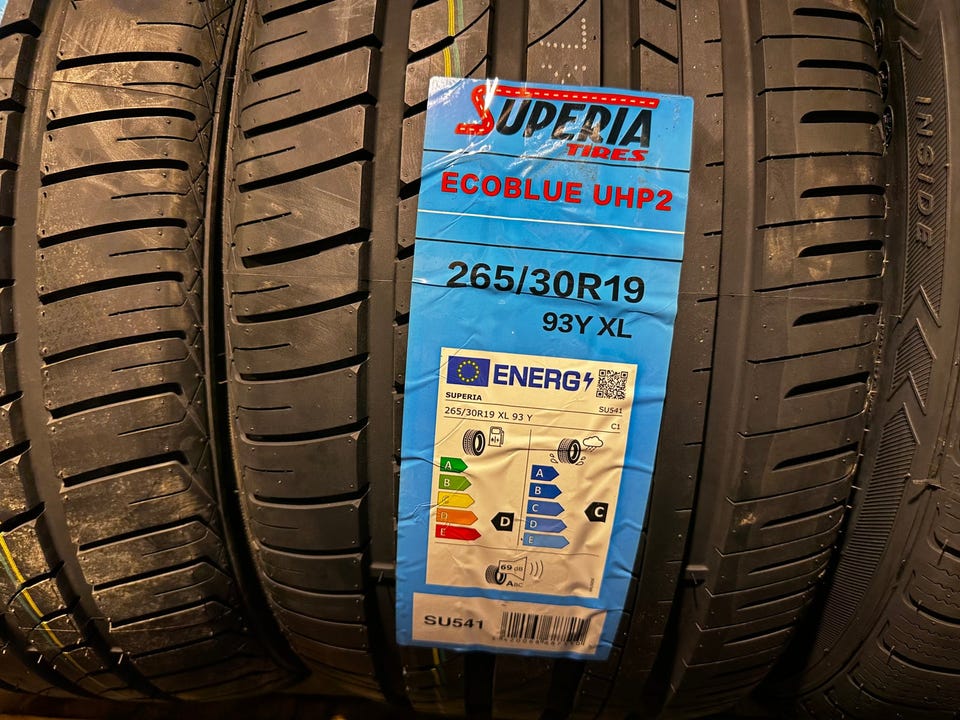 SUPERIA
TIRES
ECOBLUE UHP2
265/30R19
93Y XL
ENERG
SUPERIA
SU541
265/30R19 XL 93 Y
C1
A
B
C
D
E
D
A
B
C
D
E
C
69 dB
ABC
SU541
INSIDE